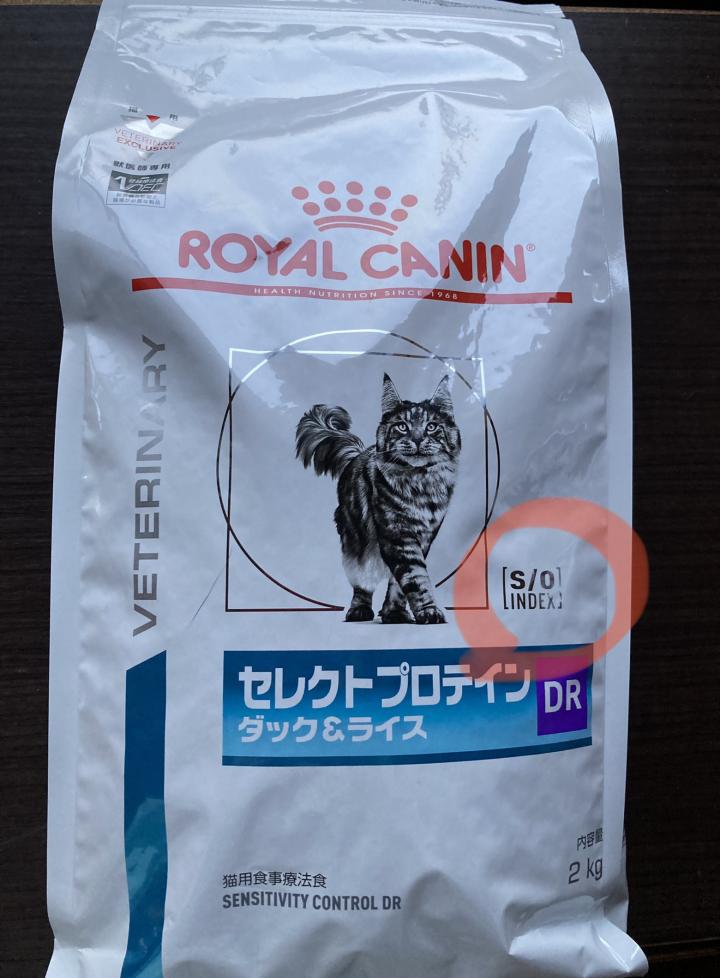 猫 用
VETERINARY
EXCLUSIVE
獣医師専用
ROYAL CANIN®
HEALTH NUTRITION SINCE 1968
VETERINARY
[S/O]
[INDEX]
セレクトプロテイン
ダック&ライス
DR
内容量
2 kg
猫用食事療法食
SENSITIVITY CONTROL DR